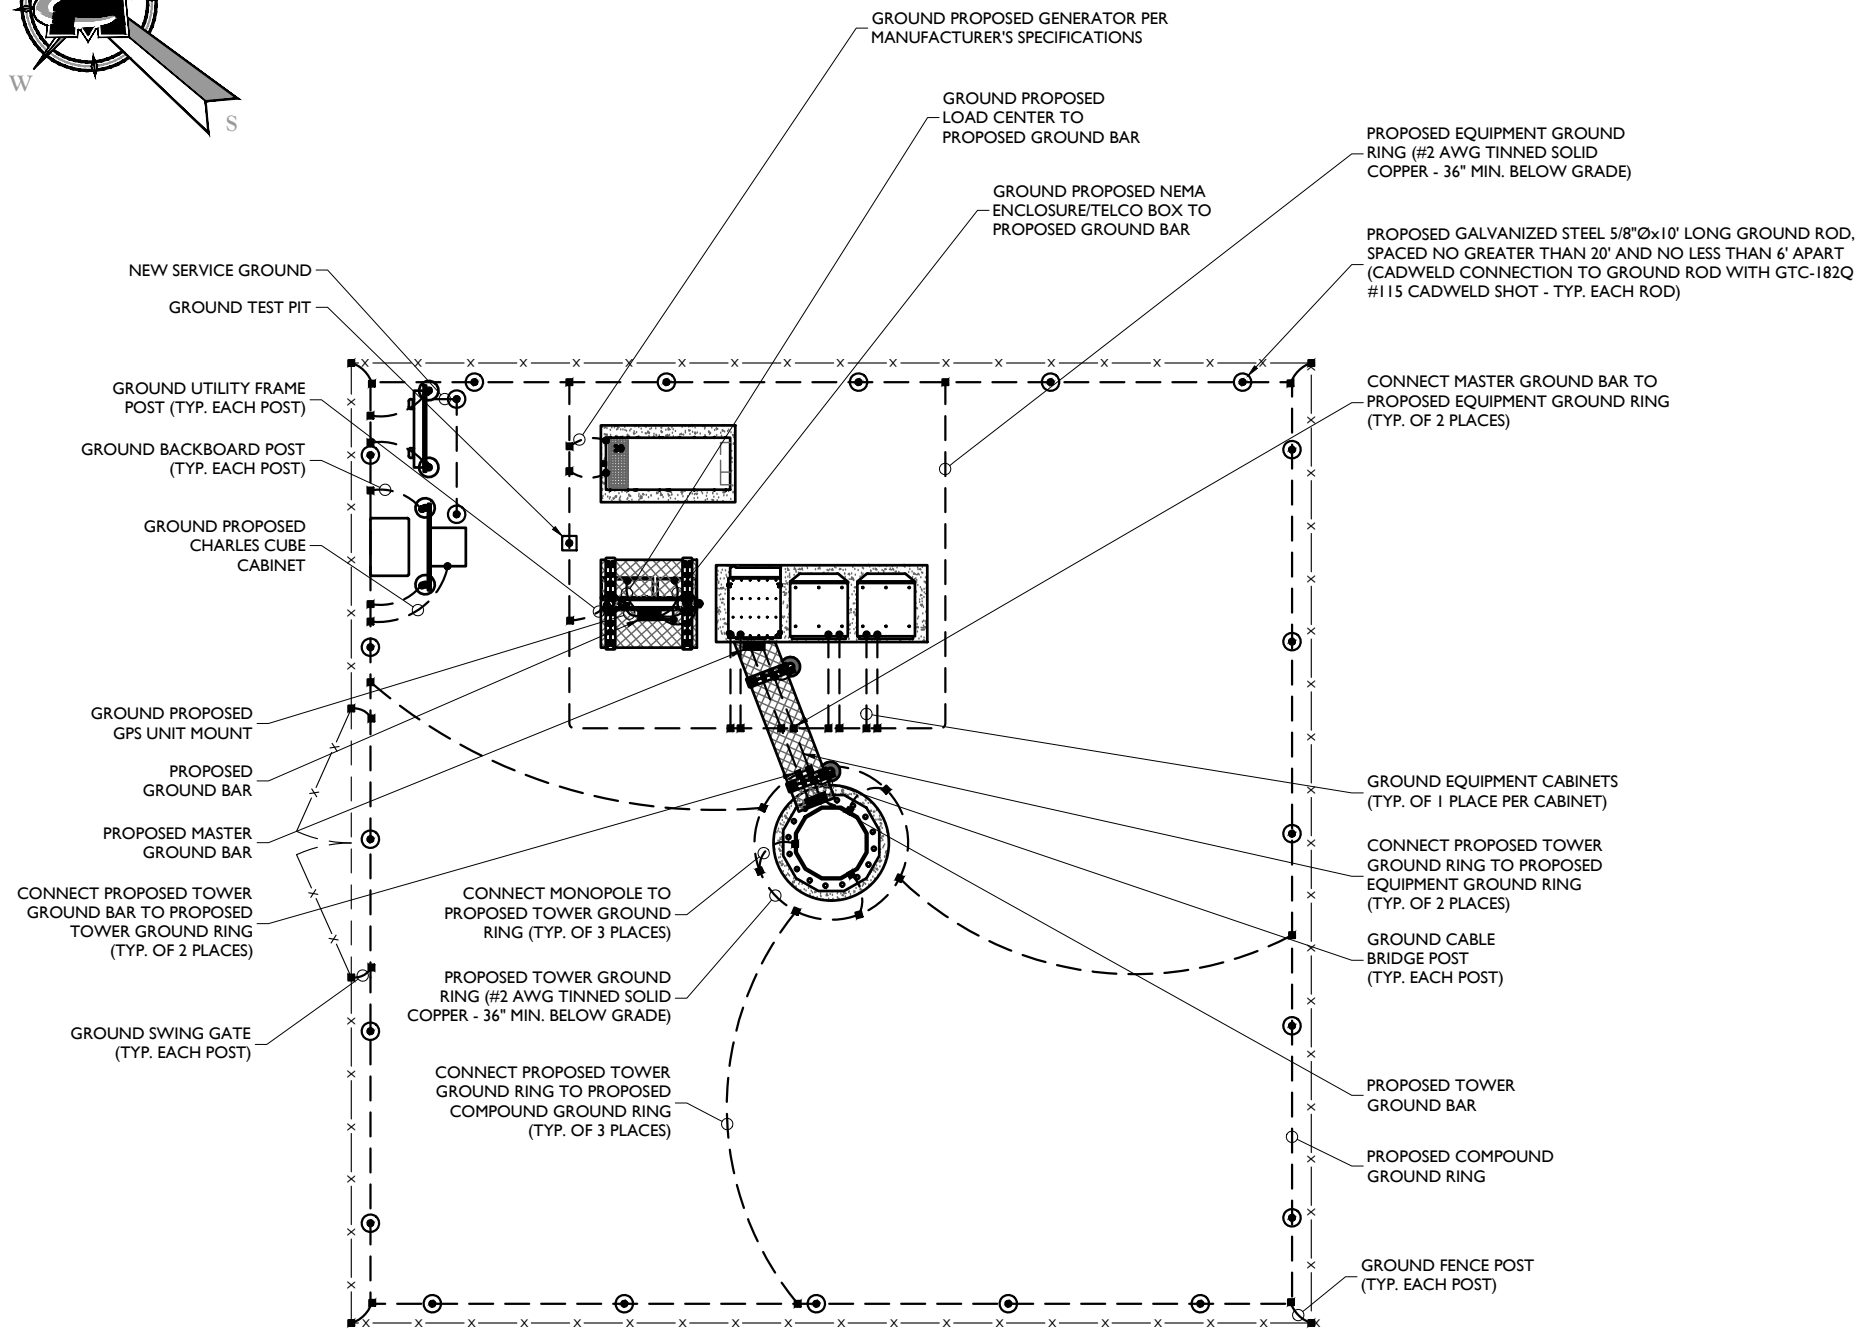 W
S
GROUND PROPOSED GENERATOR PER
MANUFACTURER'S SPECIFICATIONS
GROUND PROPOSED
LOAD CENTER TO
PROPOSED GROUND BAR
GROUND PROPOSED NEMA
ENCLOSURE/TELCO BOX TO
PROPOSED GROUND BAR
PROPOSED EQUIPMENT GROUND
RING (#2 AWG TINNED SOLID
COPPER - 36" MIN. BELOW GRADE)
PROPOSED GALVANIZED STEEL 5/8"Øx10' LONG GROUND ROD,
SPACED NO GREATER THAN 20' AND NO LESS THAN 6' APART
(CADWELD CONNECTION TO GROUND ROD WITH GTC-182Q
#115 CADWELD SHOT - TYP. EACH ROD)
CONNECT MASTER GROUND BAR TO
PROPOSED EQUIPMENT GROUND RING
(TYP. OF 2 PLACES)
NEW SERVICE GROUND
GROUND TEST PIT
GROUND UTILITY FRAME
POST (TYP. EACH POST)
GROUND BACKBOARD POST
(TYP. EACH POST)
GROUND PROPOSED
CHARLES CUBE
CABINET
GROUND PROPOSED
GPS UNIT MOUNT
PROPOSED
GROUND BAR
PROPOSED MASTER
GROUND BAR
CONNECT PROPOSED TOWER
GROUND BAR TO PROPOSED
TOWER GROUND RING
(TYP. OF 2 PLACES)
GROUND SWING GATE
(TYP. EACH POST)
CONNECT MONOPOLE TO
PROPOSED TOWER GROUND
RING (TYP. OF 3 PLACES)
PROPOSED TOWER GROUND
RING (#2 AWG TINNED SOLID
COPPER - 36" MIN. BELOW GRADE)
CONNECT PROPOSED TOWER
GROUND RING TO PROPOSED
COMPOUND GROUND RING
(TYP. OF 3 PLACES)
GROUND EQUIPMENT CABINETS
(TYP. OF 1 PLACE PER CABINET)
CONNECT PROPOSED TOWER
GROUND RING TO PROPOSED
EQUIPMENT GROUND RING
(TYP. OF 2 PLACES)
GROUND CABLE
BRIDGE POST
(TYP. EACH POST)
PROPOSED TOWER
GROUND BAR
PROPOSED COMPOUND
GROUND RING
GROUND FENCE POST
(TYP. EACH POST)